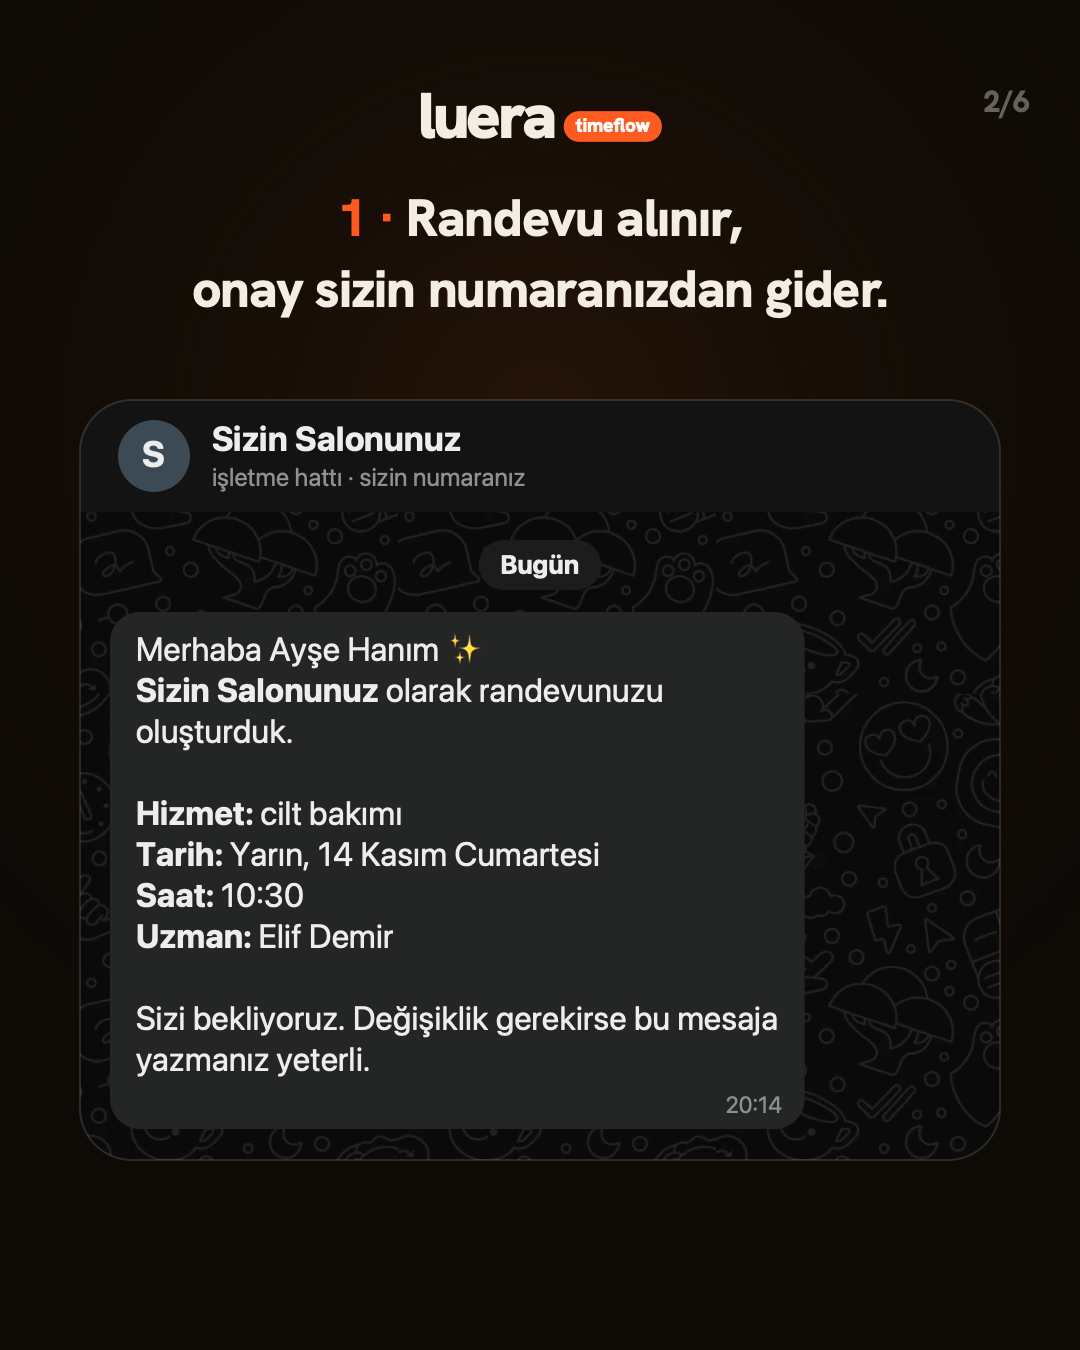 luera timeflow
2/6
1 · Randevu alınır,
onay sizin numaranızdan gider.
S
Sizin Salonunuz
işletme hattı · sizin numaranız
Bugün
Merhaba Ayşe Hanım ✨
Sizin Salonunuz olarak randevunuzu
oluşturduk.
Hizmet: cilt bakımı
Tarih: Yarın, 14 Kasım Cumartesi
Saat: 10:30
Uzman: Elif Demir
Sizi bekliyoruz. Değişiklik gerekirse bu mesaja
yazmanız yeterli.
20:14